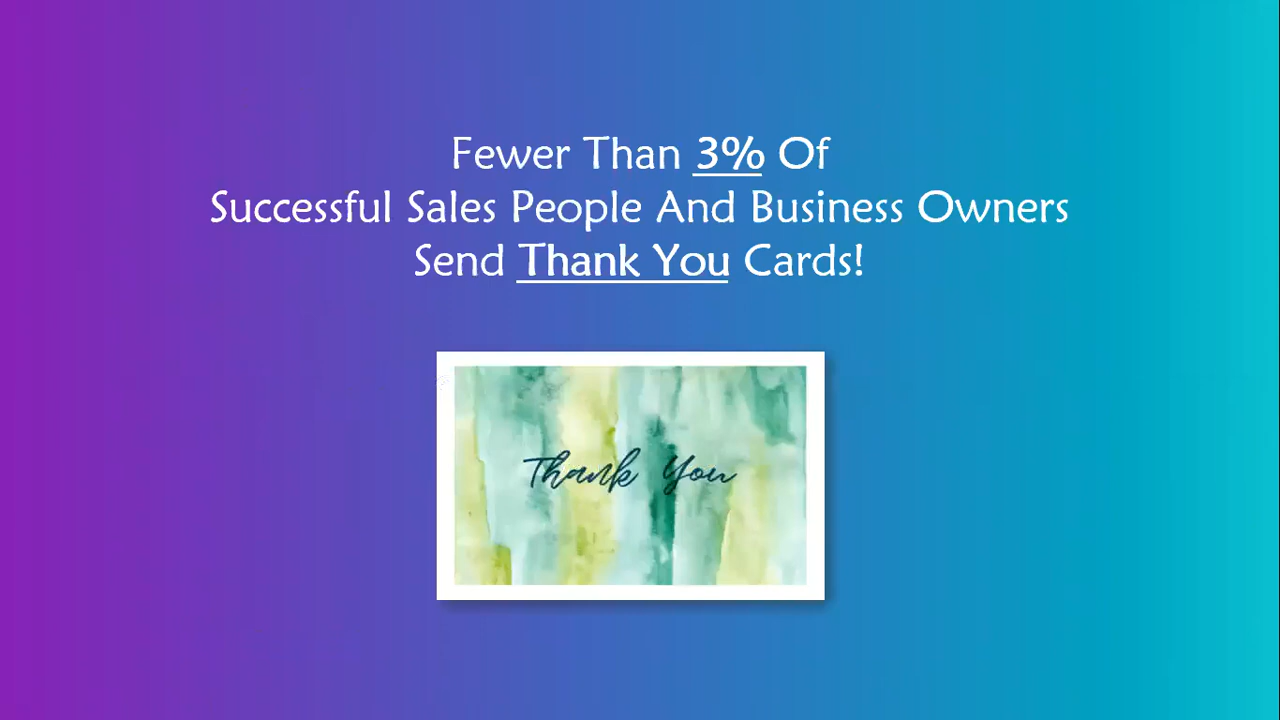 Fewer Than 3% Of
Successful Sales People And Business Owners
Send Thank You Cards!
Thank You